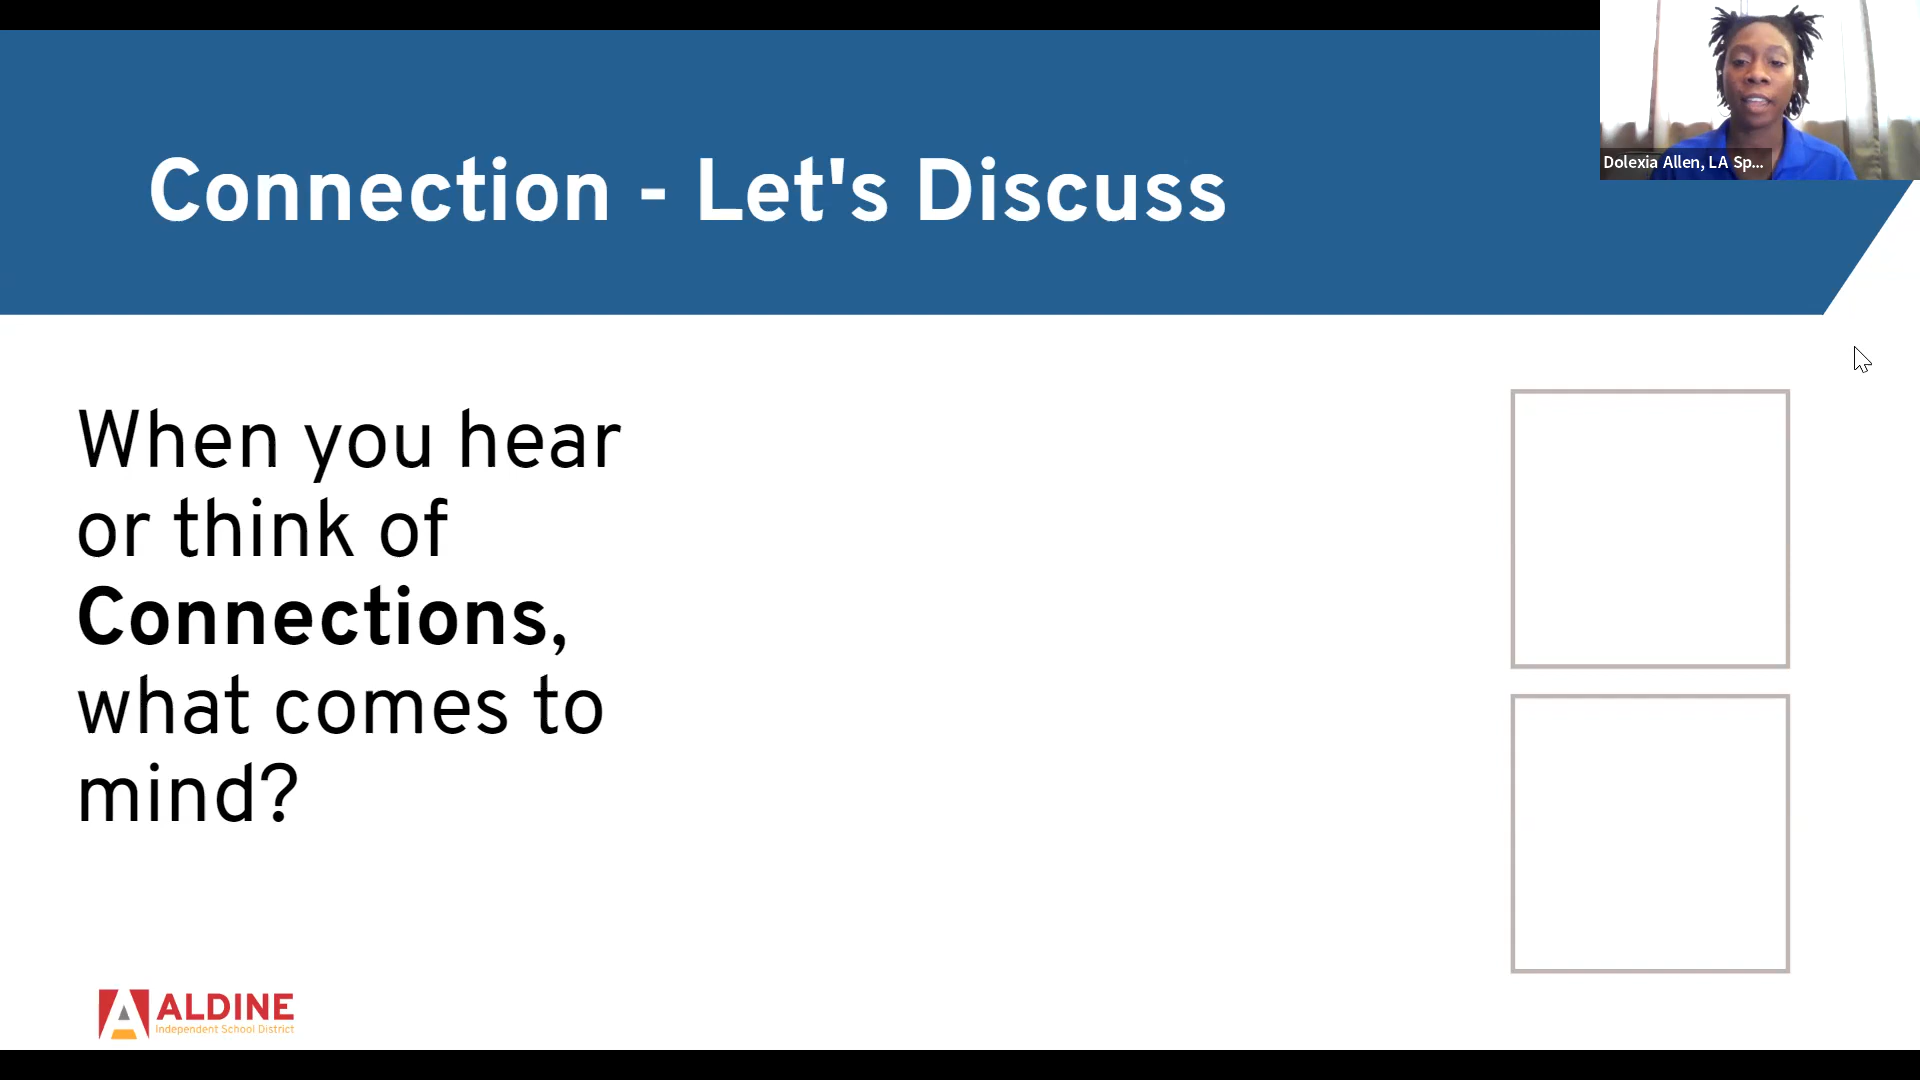 Connection - Let's Discuss
Dolexia Allen, LA Sp...
When you hear
or think of
Connections,
what comes to
mind?
ALDINE
Independent School District